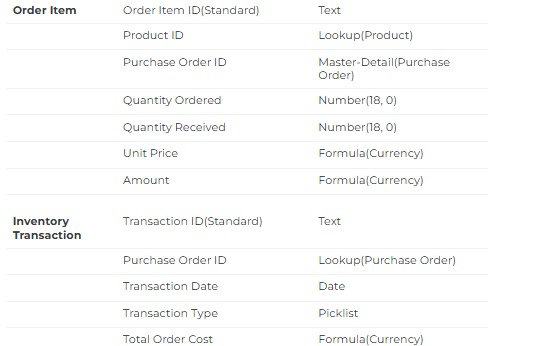 Order Item Order Item ID(Standard) Text
Product ID Lookup(Product)
Purchase Order ID Master-Detail(Purchase
Order)
Quantity Ordered Number(18, 0)
Quantity Received Number(18, 0)
Unit Price Formula(Currency)
Amount Formula(Currency)
Inventory Transaction ID(Standard) Text
Transaction
Purchase Order ID Lookup(Purchase Order)
Transaction Date Date
Transaction Type Picklist
Total Order Cost Formula(Currency)